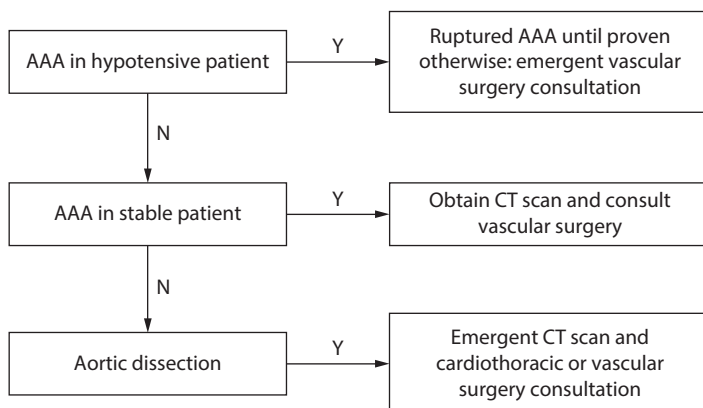 AAA in hypotensive patient
Y
Ruptured AAA until proven
otherwise: emergent vascular
surgery consultation
N
AAA in stable patient
Y
Obtain CT scan and consult
vascular surgery
N
Aortic dissection
Y
Emergent CT scan and
cardiothoracic or vascular
surgery consultation